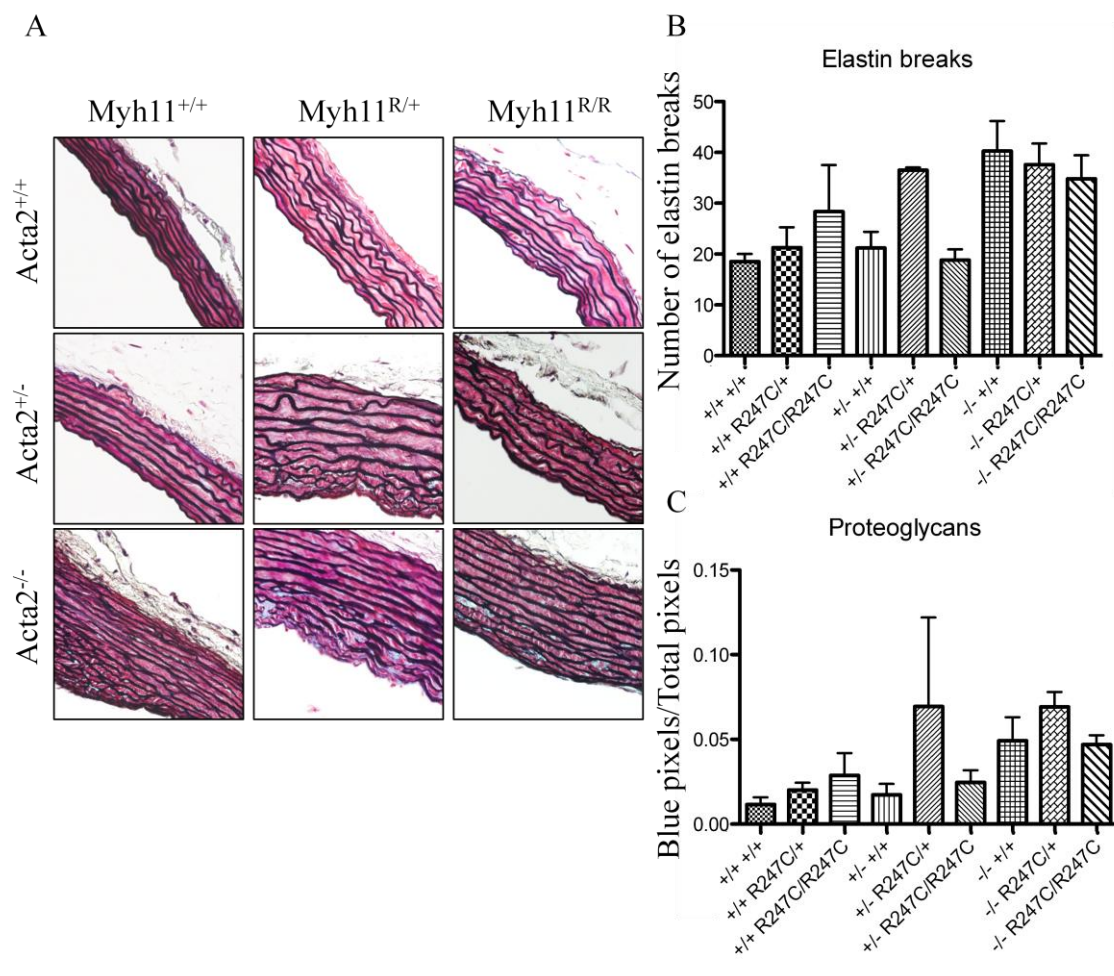 A
Myh11+/+ Myh11R/+ Myh11R/R
Acta2+/+
Acta2+/-
Acta2-/-
B
Elastin breaks
Number of elastin breaks
50
40
30
20
10
0
+/+ +/+
+/+ R247C/+
+/+ R247C/R247C
+/- +/+
+/- R247C/+
+/- R247C/R247C
-/- +/+
-/- R247C/+
-/- R247C/R247C
C
Proteoglycans
Blue pixels/Total pixels
0.15
0.10
0.05
0.00
+/+ +/+
+/+ R247C/+
+/+ R247C/R247C
+/- +/+
+/- R247C/+
+/- R247C/R247C
-/- +/+
-/- R247C/+
-/- R247C/R247C